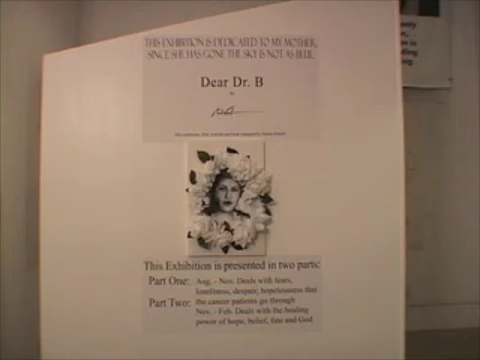 THIS EXHIBITION IS DEDICATED TO MY MOTHER,
SINCE SHE HAS GONE THE SKY IS NOT AS BLUE.
Dear Dr. B
by
This Exhibition is presented in two parts:
Part One: Aug. - Nov. Deals with fears,
loneliness, despair, hopelessness that
the cancer patients go through
Part Two: Nov. - Feb. Deals with the healing
power of hope, belief, fate and God